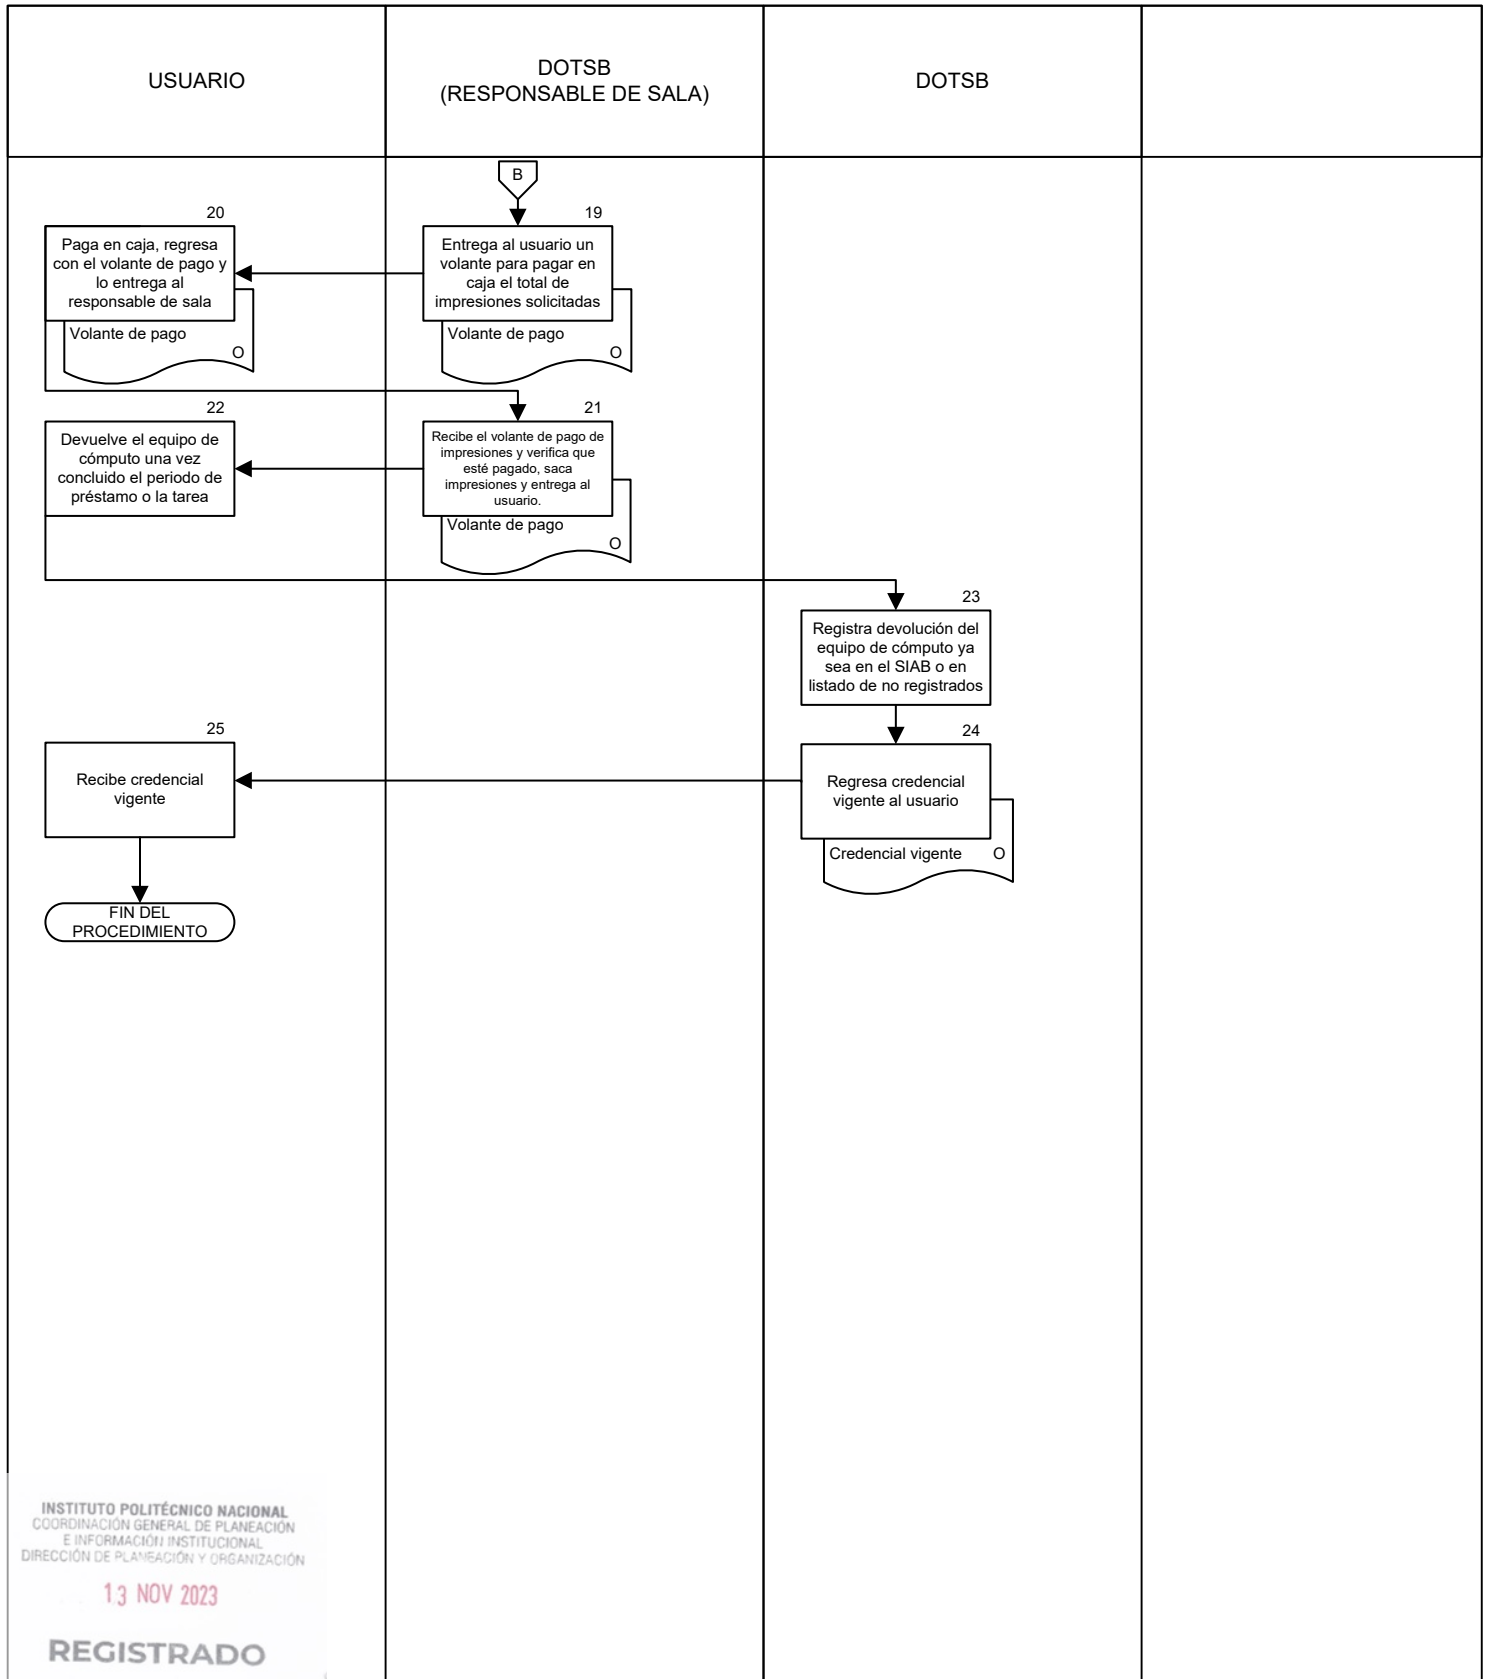 USUARIO
DOTSB
(RESPONSABLE DE SALA)
DOTSB
B
19
Entrega al usuario un
volante para pagar en
caja el total de
impresiones solicitadas
Volante de pago
O
20
Paga en caja, regresa
con el volante de pago y
lo entrega al
responsable de sala
Volante de pago
O
21
Recibe el volante de pago de
impresiones y verifica que
esté pagado, saca
impresiones y entrega al
usuario.
Volante de pago
O
22
Devuelve el equipo de
cómputo una vez
concluido el periodo de
préstamo o la tarea
23
Registra devolución del
equipo de cómputo ya
sea en el SIAB o en
listado de no registrados
24
Regresa credencial
vigente al usuario
Credencial vigente
O
25
Recibe credencial
vigente
FIN DEL
PROCEDIMIENTO
INSTITUTO POLITÉCNICO NACIONAL
COORDINACIÓN GENERAL DE PLANEACIÓN
E INFORMACIÓN INSTITUCIONAL
DIRECCIÓN DE PLANEACIÓN Y ORGANIZACIÓN
13 NOV 2023
REGISTRADO